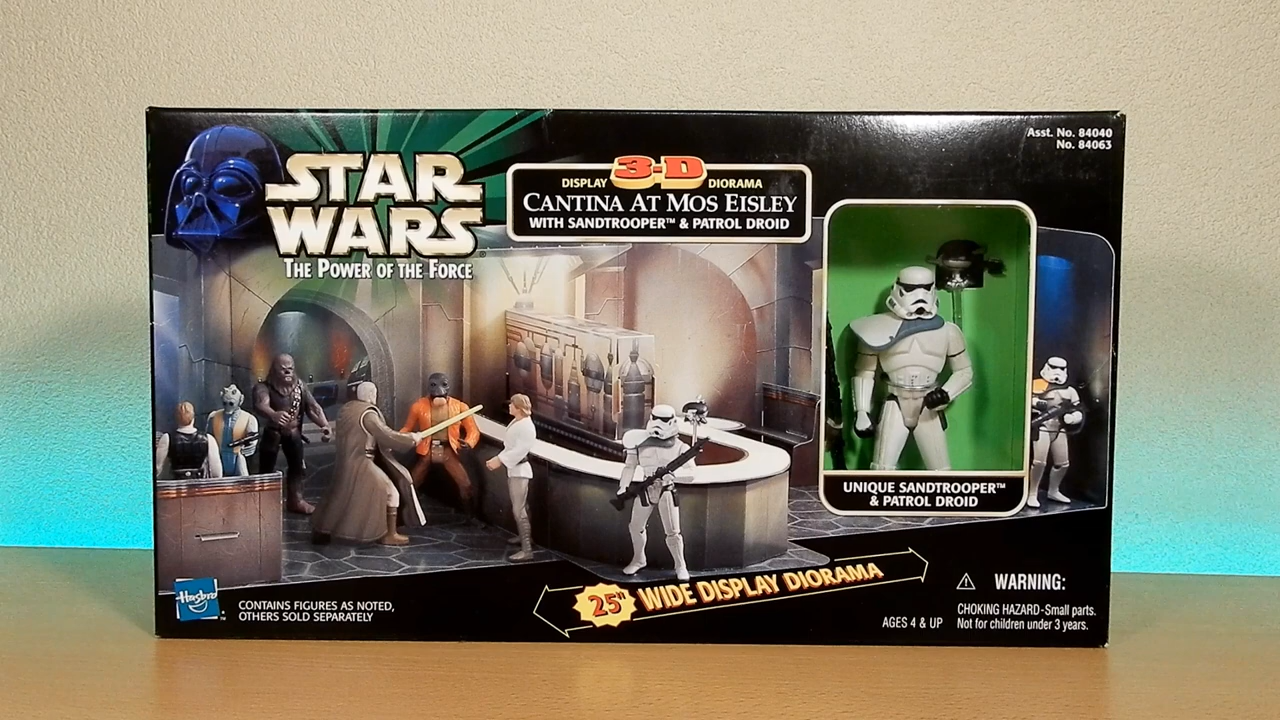 Asst. No. 84040
No. 84063
STAR
WARS®
THE POWER OF THE FORCE
3-D
DISPLAY DIORAMA
CANTINA AT MOS EISLEY
WITH SANDTROOPER™ & PATROL DROID
UNIQUE SANDTROOPER™
& PATROL DROID
25" WIDE DISPLAY DIORAMA
Hasbro ™
CONTAINS FIGURES AS NOTED,
OTHERS SOLD SEPARATELY
AGES 4 & UP
⚠ WARNING:
CHOKING HAZARD-Small parts.
Not for children under 3 years.